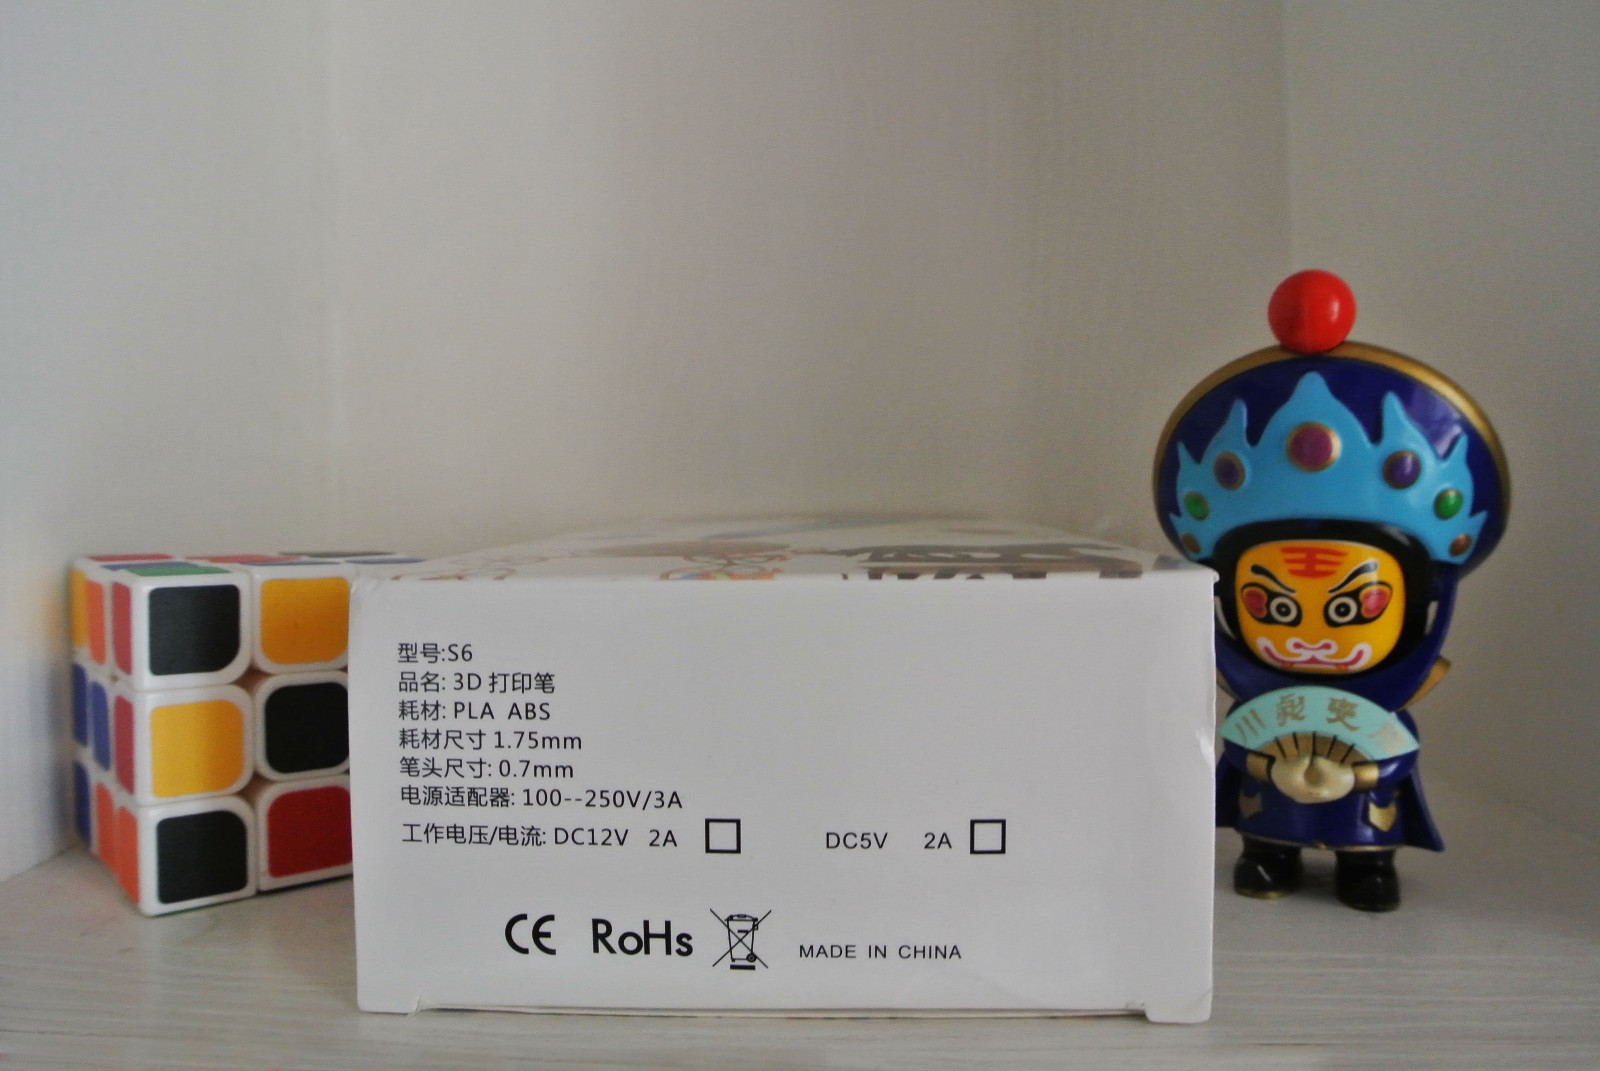 型号:S6
品名: 3D 打印笔
耗材: PLA ABS
耗材尺寸 1.75mm
笔头尺寸: 0.7mm
电源适配器: 100--250V/3A
工作电压/电流: DC12V 2A □ DC5V 2A □
CE RoHs MADE IN CHINA
王